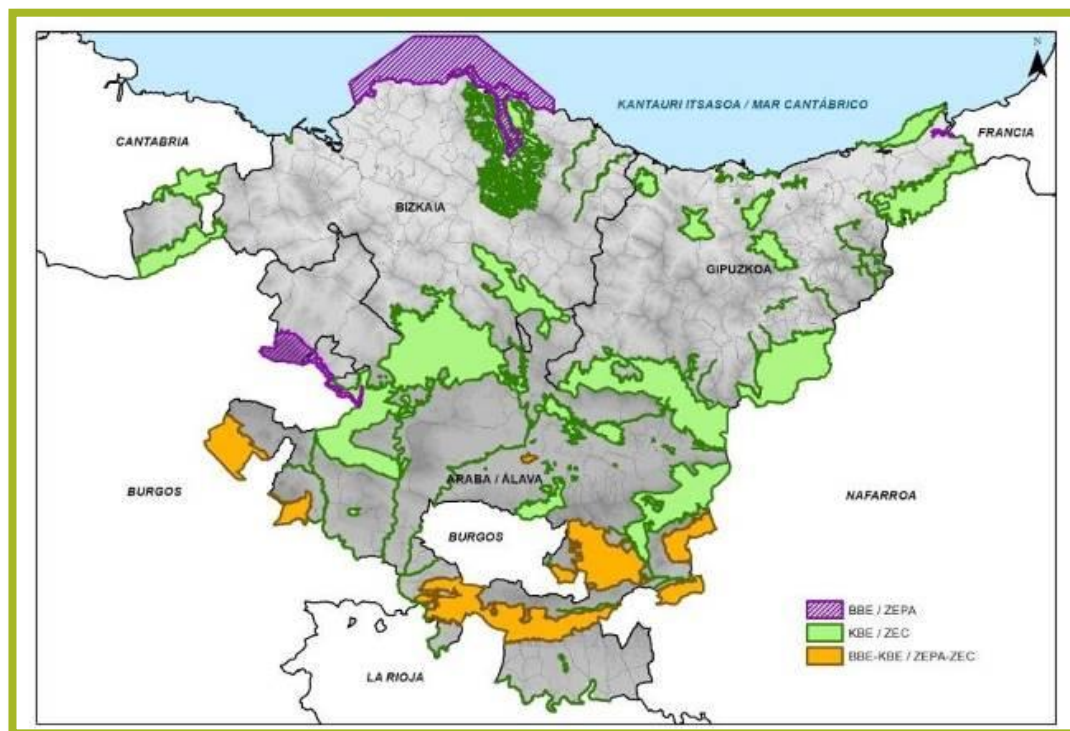 N
KANTAURI ITSASOA / MAR CANTÁBRICO
CANTABRIA
FRANCIA
BIZKAIA
GIPUZKOA
ARABA / ÁLAVA
BURGOS
NAFARROA
BURGOS
LA RIOJA
BBE / ZEPA
KBE / ZEC
BBE-KBE / ZEPA-ZEC